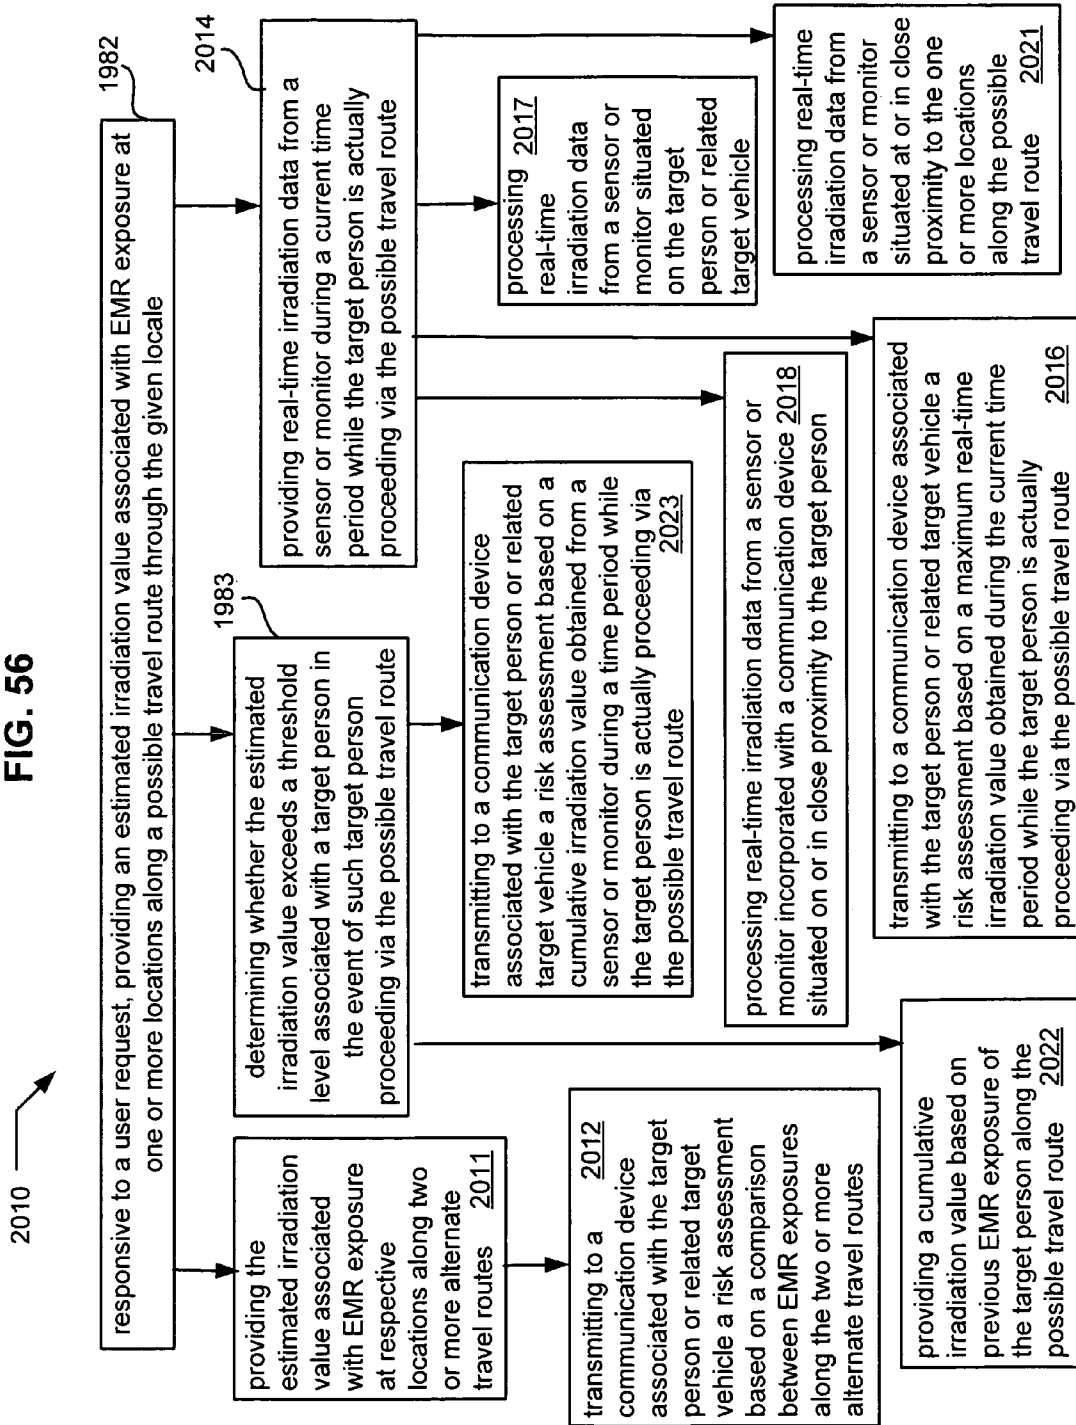 FIG. 56
2010
1982
responsive to a user request, providing an estimated irradiation value associated with EMR exposure at
one or more locations along a possible travel route through the given locale
providing the
estimated irradiation
value associated
with EMR exposure
at respective
locations along two
or more alternate
travel routes 2011
1983
determining whether the estimated
irradiation value exceeds a threshold
level associated with a target person in
the event of such target person
proceeding via the possible travel route
2014
providing real-time irradiation data from a
sensor or monitor during a current time
period while the target person is actually
proceeding via the possible travel route
transmitting to a 2012
communication device
associated with the target
person or related target
vehicle a risk assessment
based on a comparison
between EMR exposures
along the two or more
alternate travel routes
transmitting to a communication device
associated with the target person or related
target vehicle a risk assessment based on a
cumulative irradiation value obtained from a
sensor or monitor during a time period while
the target person is actually proceeding via
the possible travel route 2023
processing 2017
real-time
irradiation data
from a sensor or
monitor situated
on the target
person or related
target vehicle
processing real-time irradiation data from a sensor or
monitor incorporated with a communication device 2018
situated on or in close proximity to the target person
processing real-time
irradiation data from
a sensor or monitor
situated at or in close
proximity to the one
or more locations
along the possible
travel route 2021
providing a cumulative
irradiation value based on
previous EMR exposure of
the target person along the
possible travel route 2022
transmitting to a communication device associated
with the target person or related target vehicle a
risk assessment based on a maximum real-time
irradiation value obtained during the current time
period while the target person is actually
proceeding via the possible travel route 2016